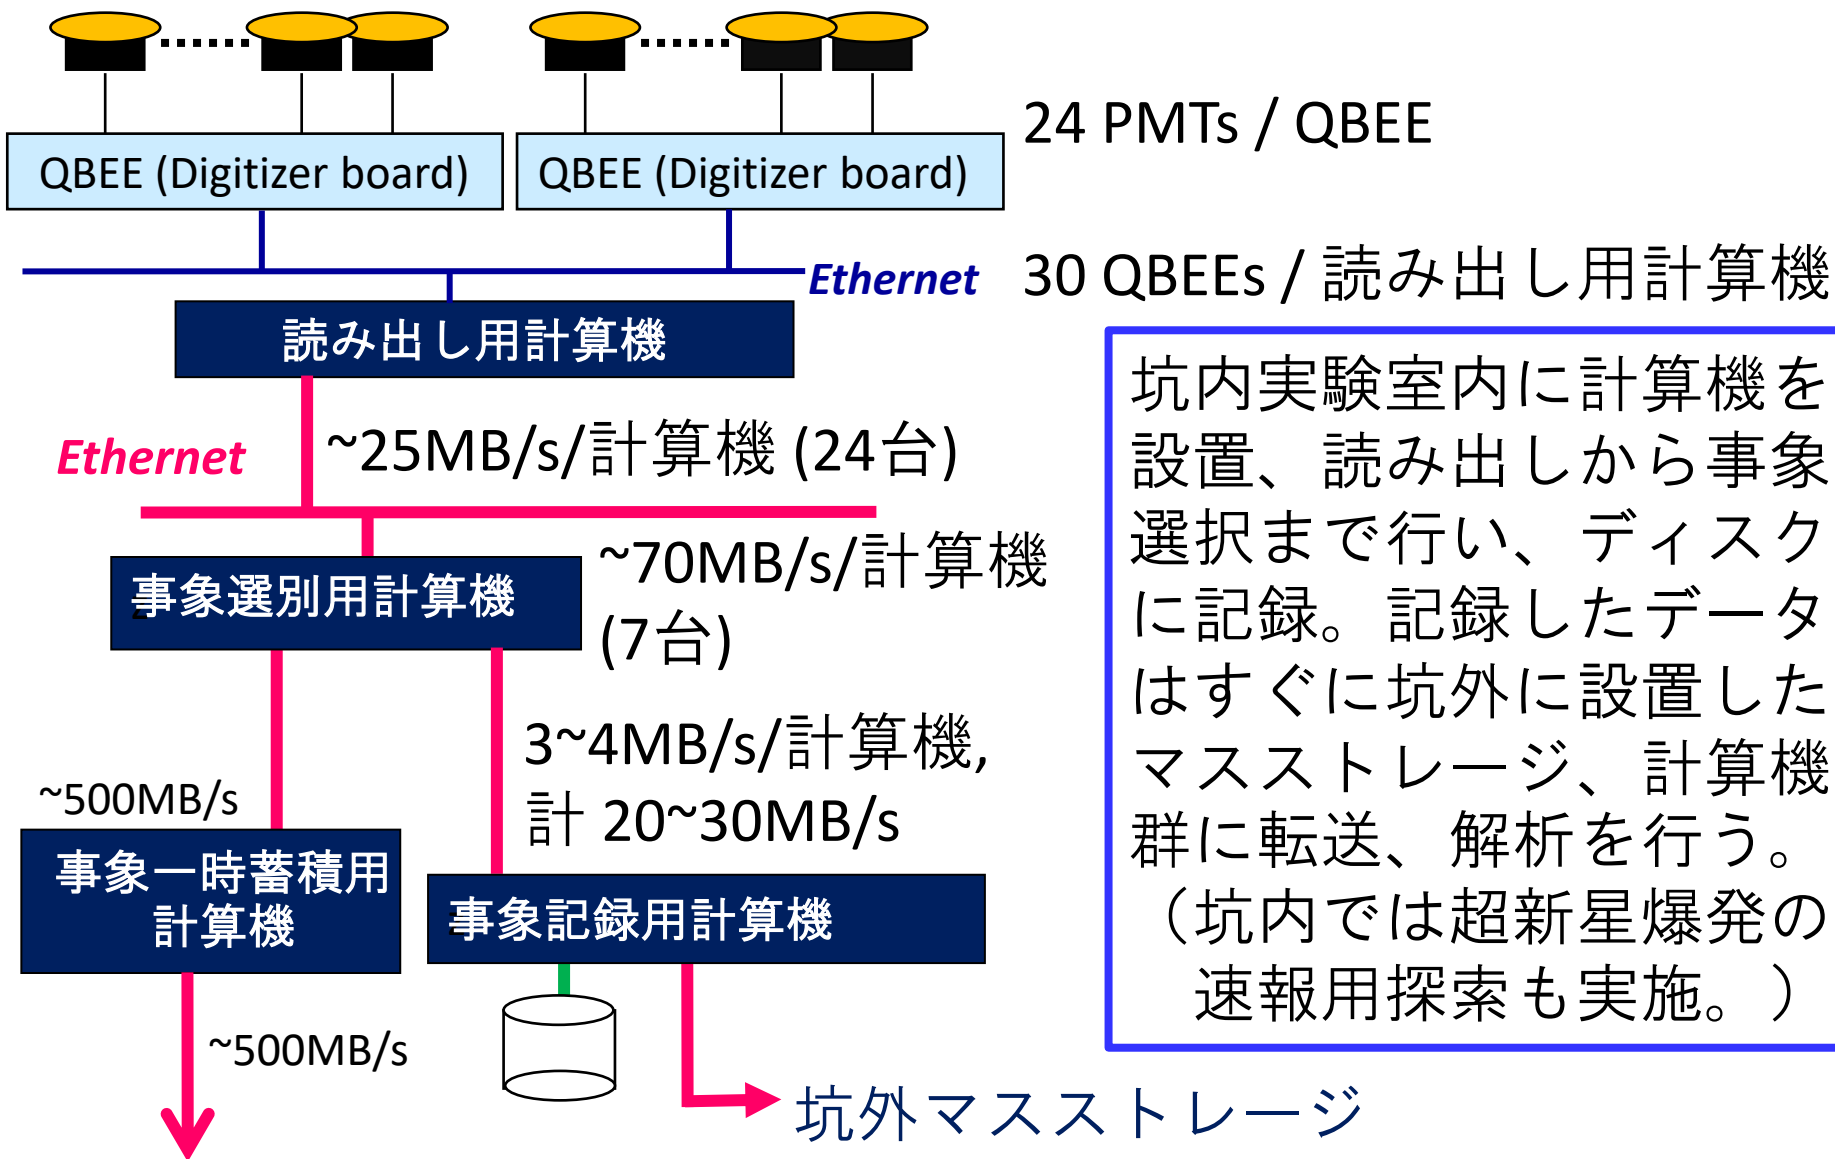 24 PMTs / QBEE
QBEE (Digitizer board)
QBEE (Digitizer board)
Ethernet
30 QBEEs / 読み出し用計算機
読み出し用計算機
Ethernet
~25MB/s/計算機 (24台)
事象選別用計算機
~70MB/s/計算機
(7台)
~500MB/s
3~4MB/s/計算機,
計 20~30MB/s
事象一時蓄積用
計算機
事象記録用計算機
~500MB/s
坑外マスストレージ
坑内実験室内に計算機を
設置、読み出しから事象
選択まで行い、ディスク
に記録。記録したデータ
はすぐに坑外に設置した
マスストレージ、計算機
群に転送、解析を行う。
（坑内では超新星爆発の
速報用探索も実施。）